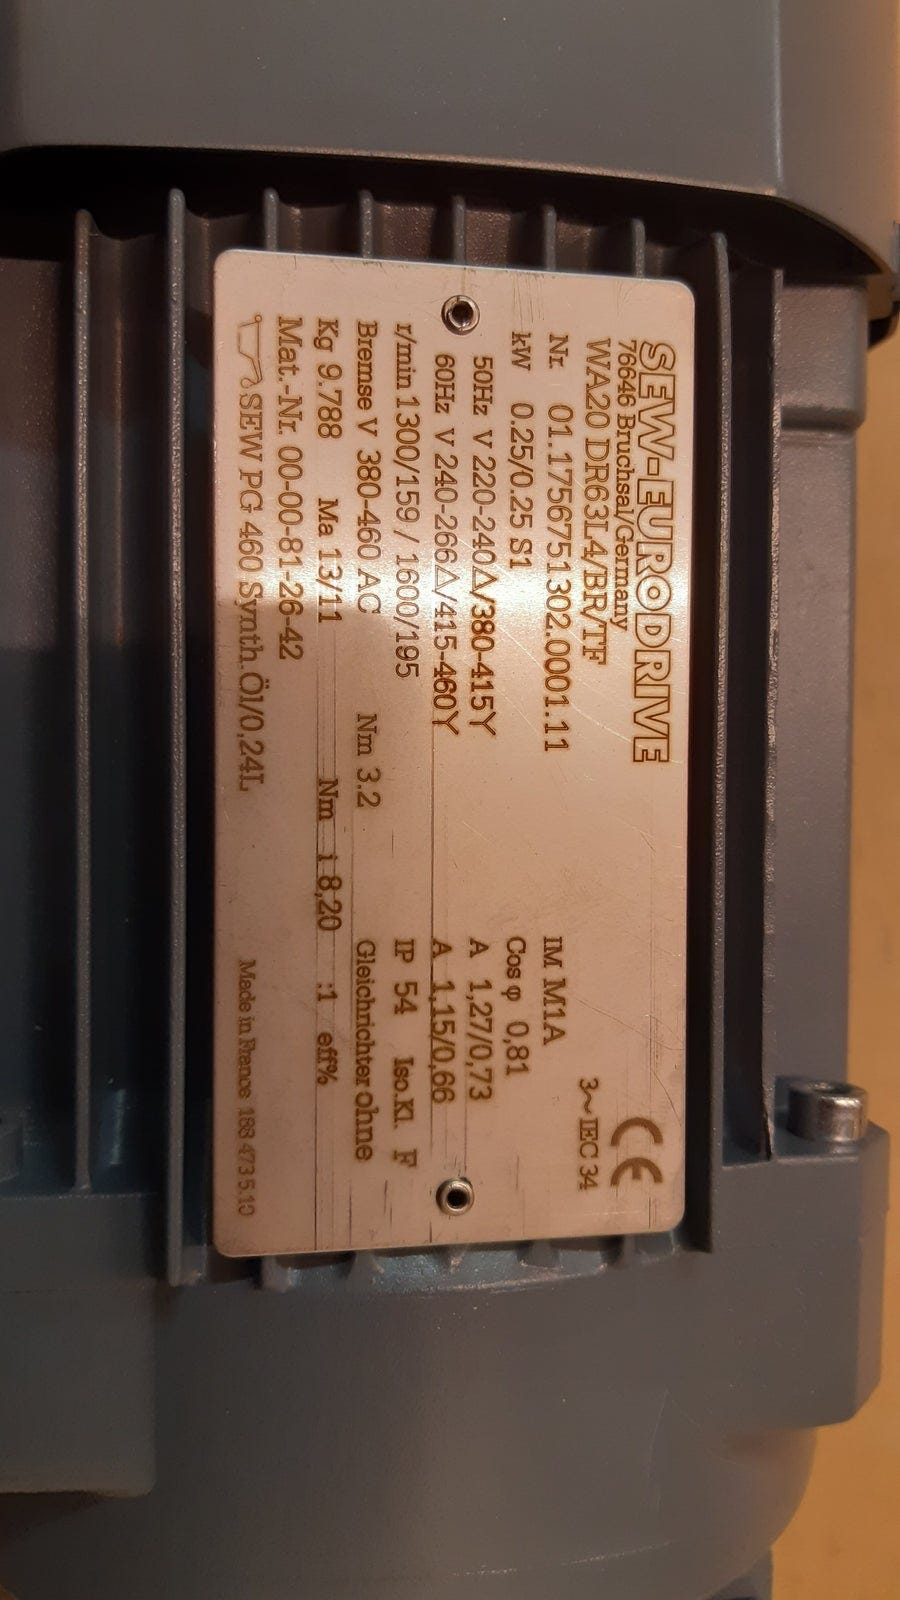 SEW-EURODRIVE
76646 Bruchsal/Germany
WA20 DR63L4/BR/TF 3~IEC 34
Nr. 01.1756751302.0001.11 IM M1A
kW 0.25/0.25 S1 Cos φ 0,81
50Hz V 220-240△/380-415Y A 1,27/0,73
60Hz V 240-266△/415-460Y A 1,15/0,66
r/min 1300/159 / 1600/195 IP 54 Iso.Kl. F
Bremse V 380-460 AC Nm 3.2 Gleichrichter ohne
Kg 9.788 Ma 13/11 Nm i 8,20 :1 eff%
Mat.-Nr. 00-00-81-26-42
SEW PG 460 Synth.Öl/0,24L Made in France 188 473 5.10
CE